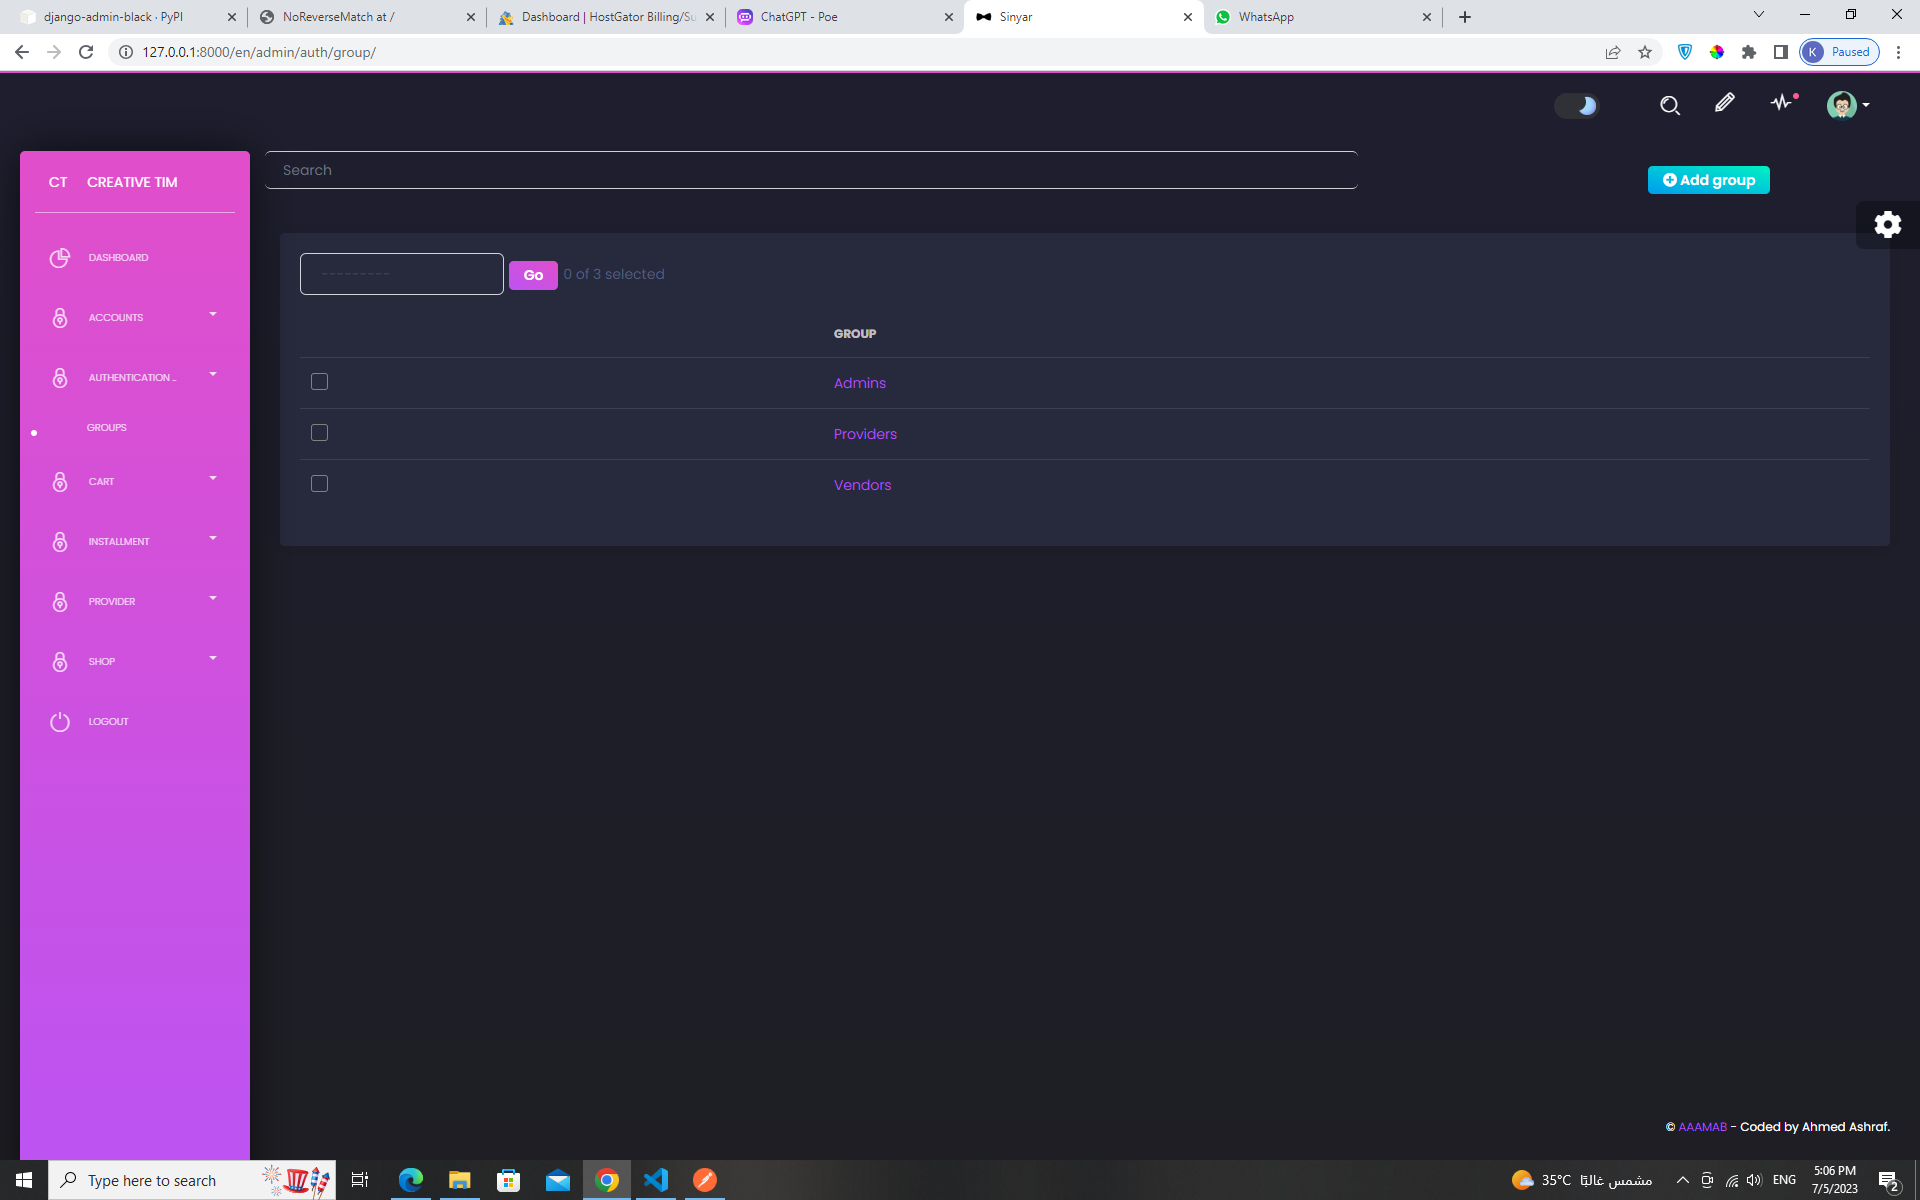 django-admin-black · PyPI
NoReverseMatch at /
Dashboard | HostGator Billing/Su
ChatGPT - Poe
Sinyar
WhatsApp
127.0.0.1:8000/en/admin/auth/group/
K Paused
CT CREATIVE TIM
Search
Add group
DASHBOARD
--------- Go 0 of 3 selected
ACCOUNTS
GROUP
AUTHENTICATION ..
Admins
GROUPS
Providers
CART
Vendors
INSTALLMENT
PROVIDER
SHOP
LOGOUT
© AAAMAB - Coded by Ahmed Ashraf.
Type here to search
35°C مشمس غالبًا
ENG
5:06 PM
7/5/2023
2